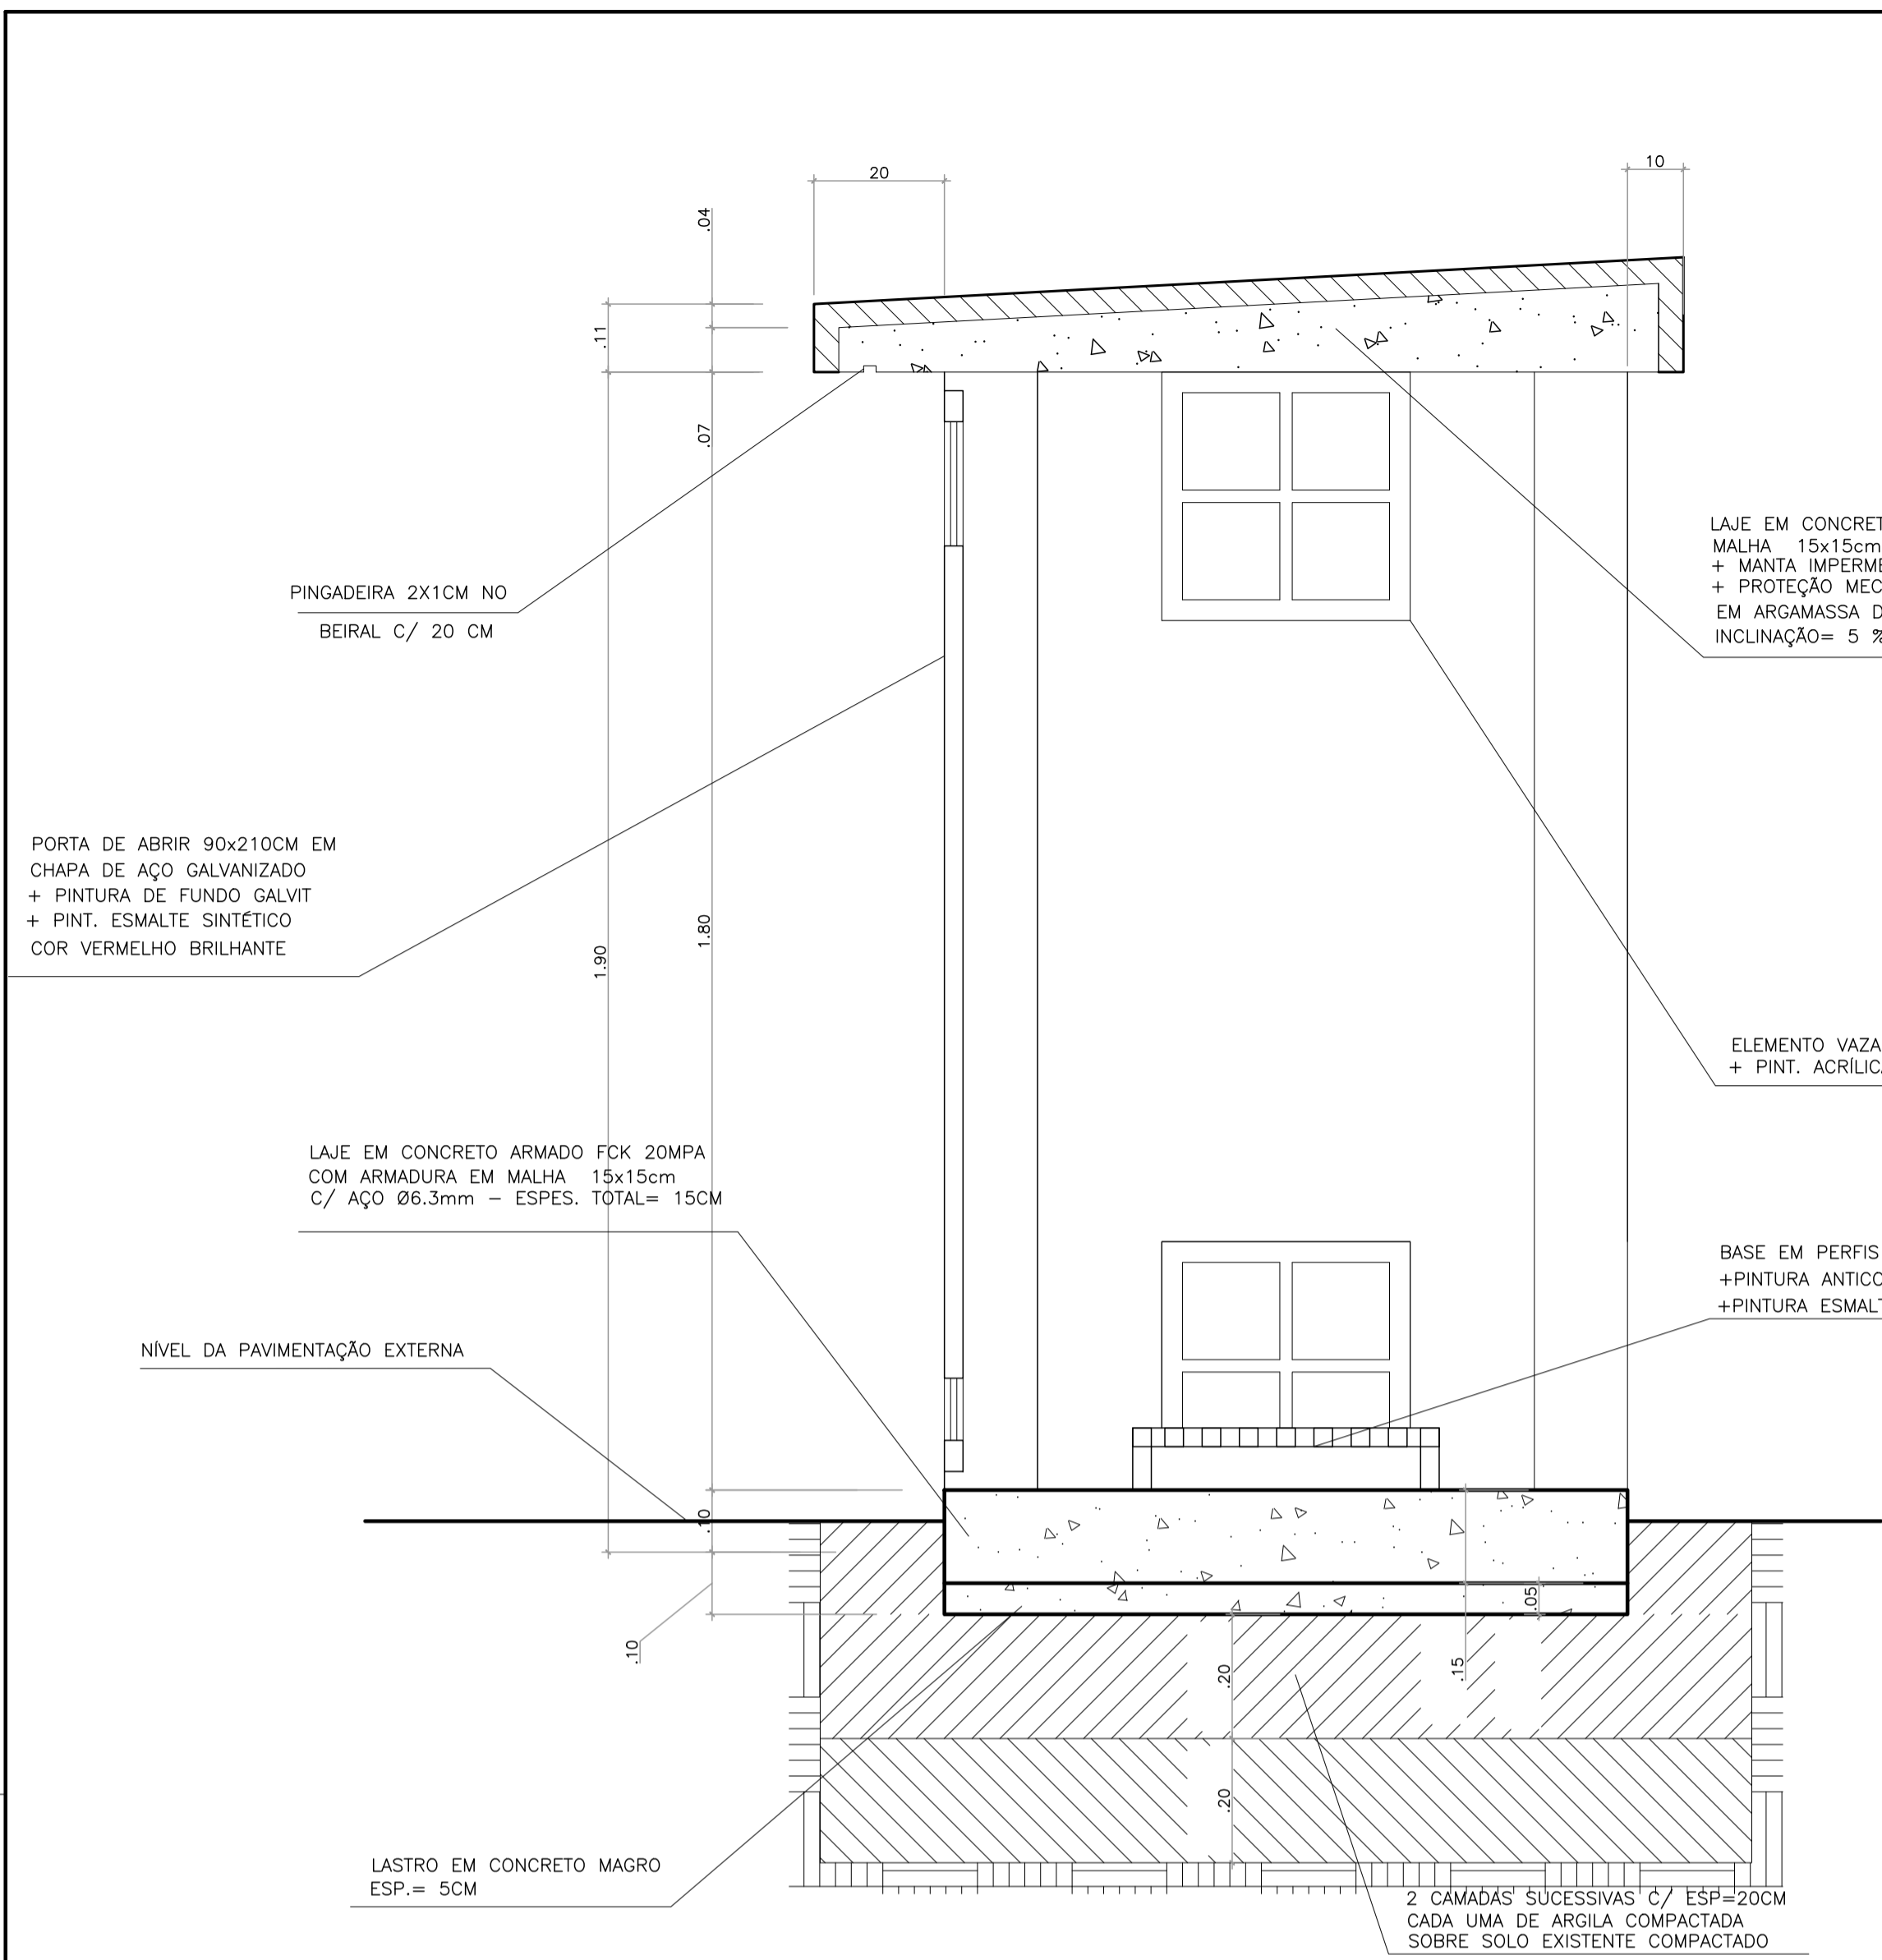 20
10
.04
.11
.07
LAJE EM CONCRET
MALHA 15x15cm
+ MANTA IMPERME
+ PROTEÇÃO MEC
EM ARGAMASSA D
INCLINAÇÃO= 5 %
PINGADEIRA 2X1CM NO
BEIRAL C/ 20 CM
PORTA DE ABRIR 90x210CM EM
CHAPA DE AÇO GALVANIZADO
+ PINTURA DE FUNDO GALVIT
+ PINT. ESMALTE SINTÉTICO
COR VERMELHO BRILHANTE
1.90
1.80
ELEMENTO VAZA
+ PINT. ACRÍLICA
LAJE EM CONCRETO ARMADO FCK 20MPA
COM ARMADURA EM MALHA 15x15cm
C/ AÇO Ø6.3mm – ESPES. TOTAL= 15CM
BASE EM PERFIS
+PINTURA ANTICO
+PINTURA ESMALT
NÍVEL DA PAVIMENTAÇÃO EXTERNA
.10
.10
.05
.15
.20
.20
LASTRO EM CONCRETO MAGRO
ESP.= 5CM
2 CAMADAS SUCESSIVAS C/ ESP=20CM
CADA UMA DE ARGILA COMPACTADA
SOBRE SOLO EXISTENTE COMPACTADO